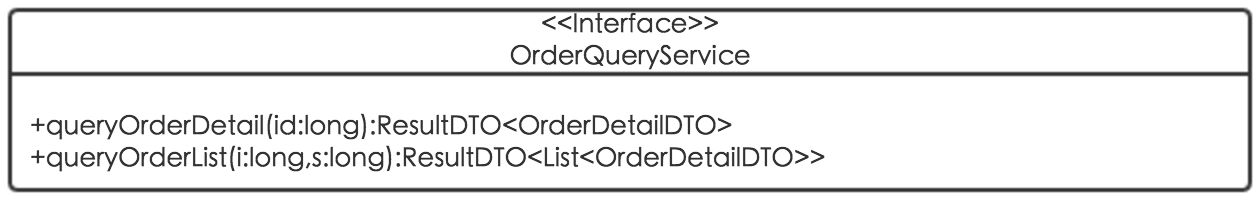 <<Interface>>
OrderQueryService
+queryOrderDetail(id:long):ResultDTO<OrderDetailDTO>
+queryOrderList(i:long,s:long):ResultDTO<List<OrderDetailDTO>>